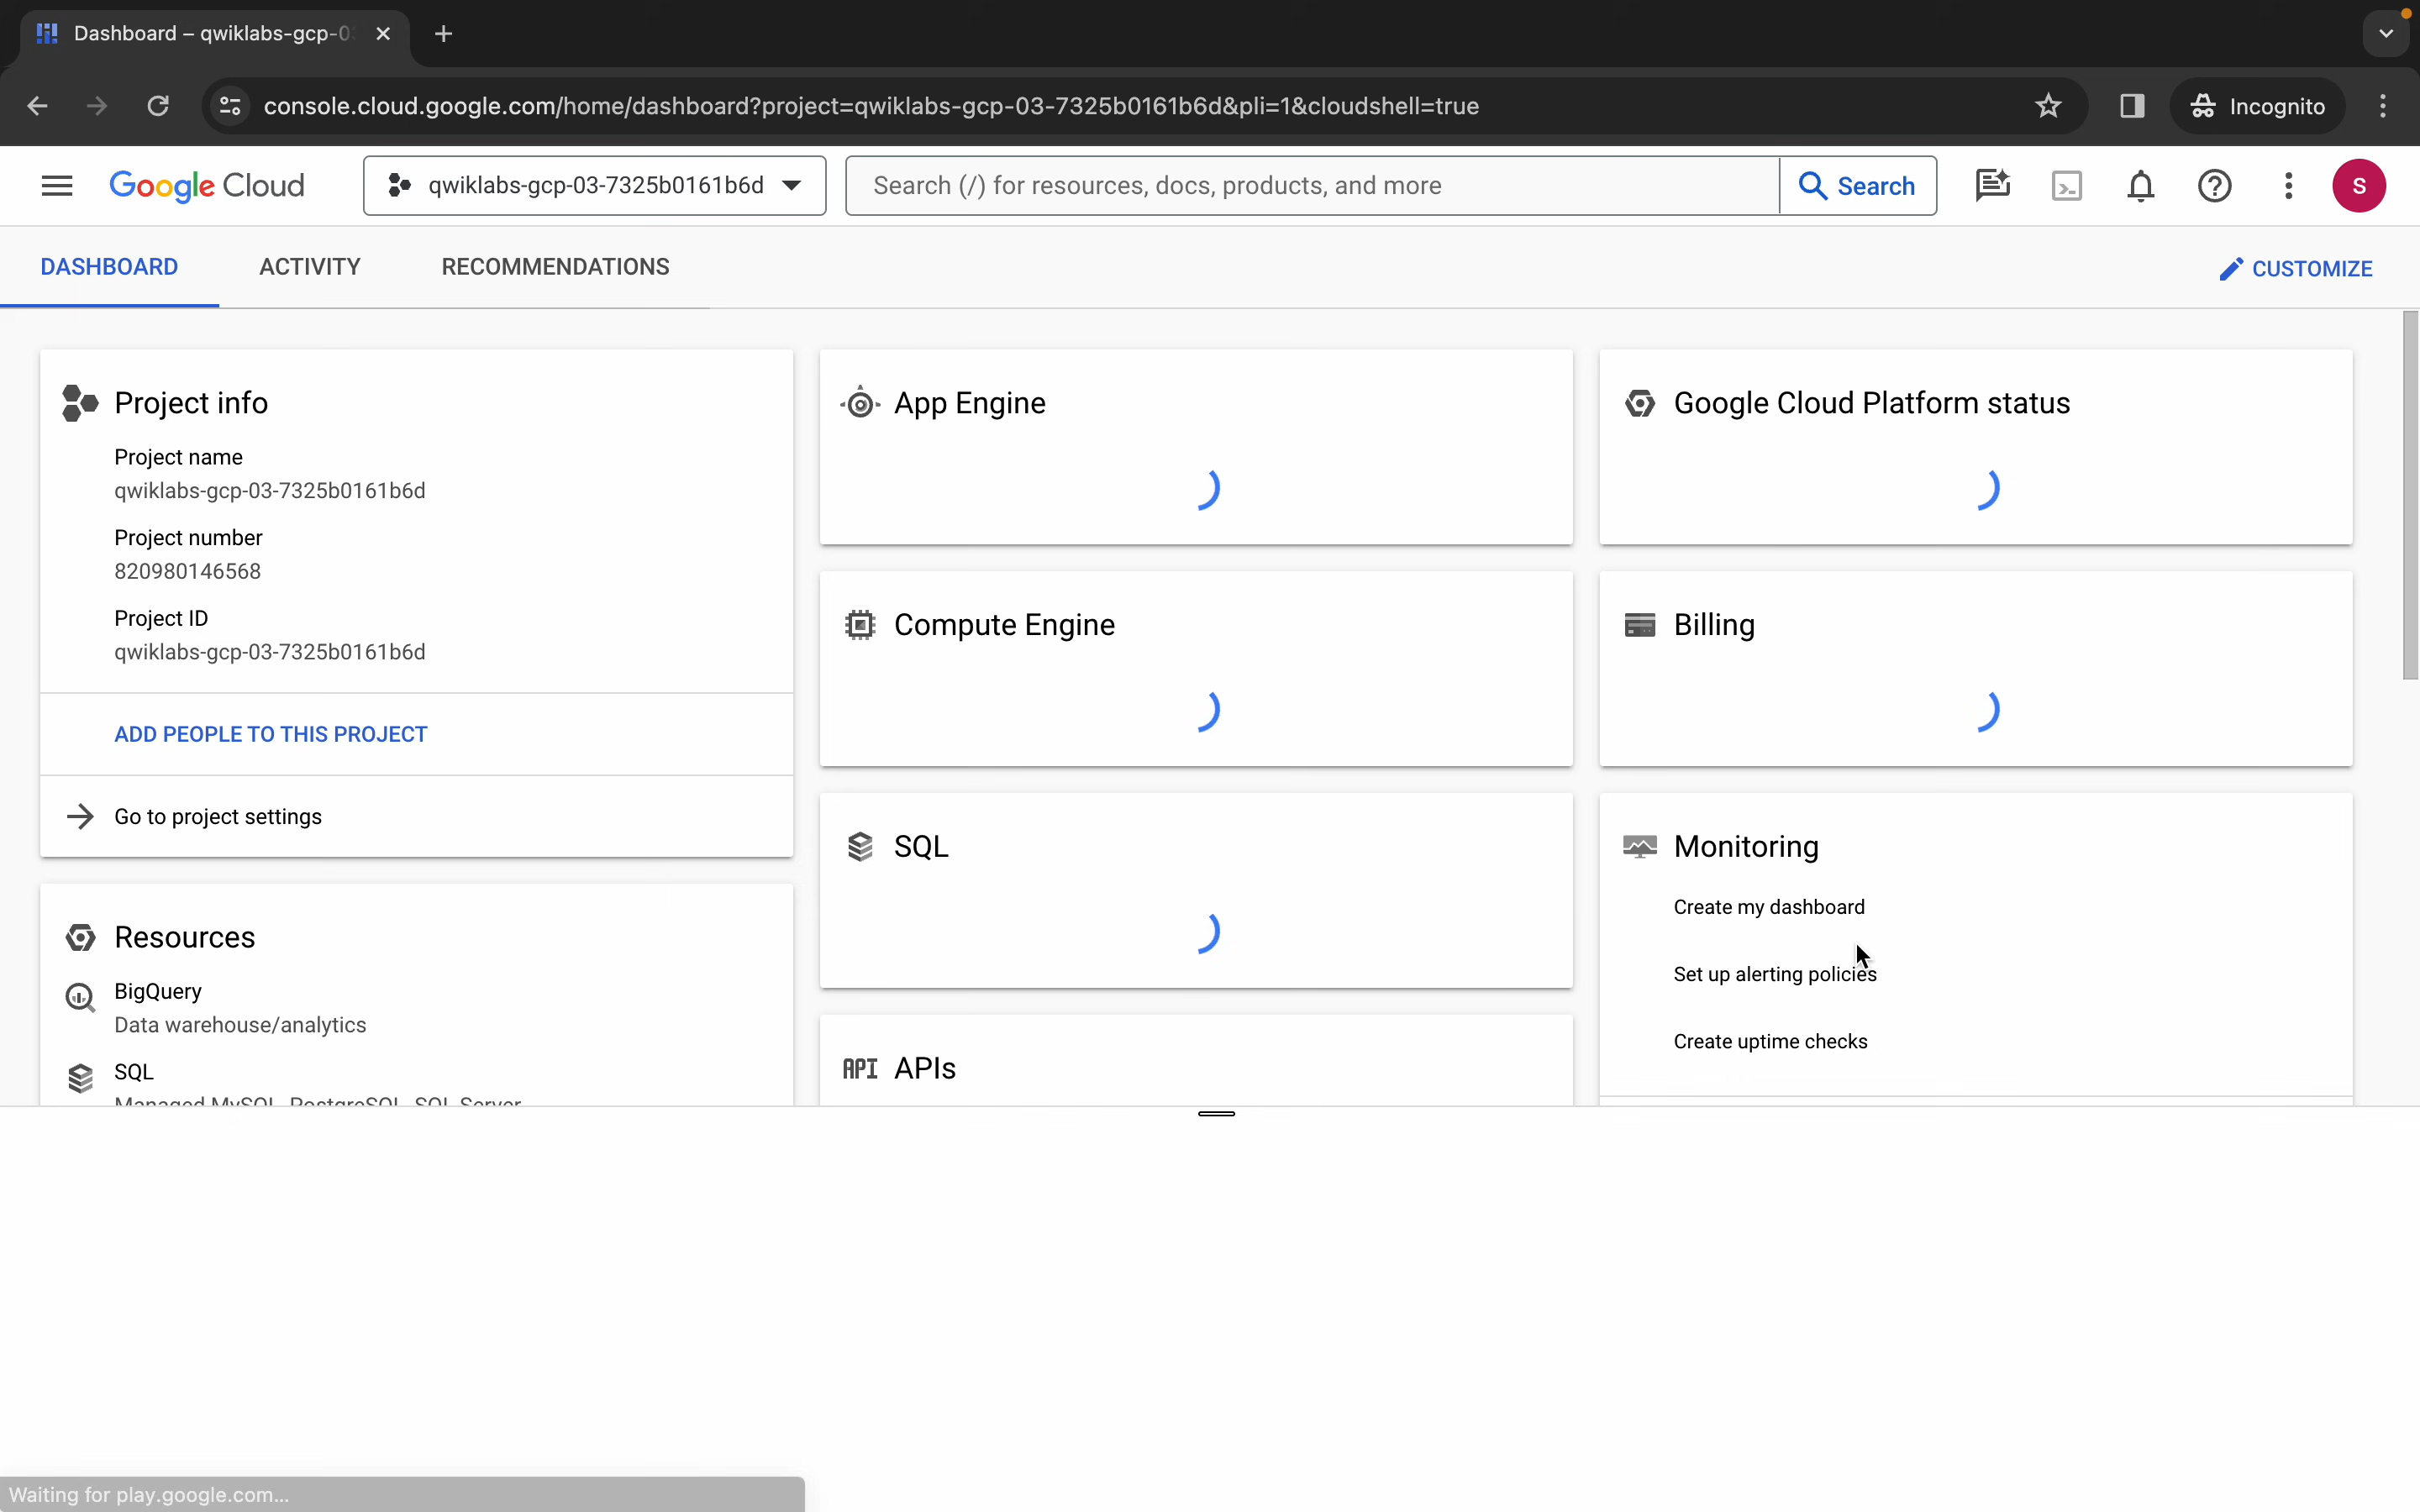 Dashboard – qwiklabs-gcp-0
console.cloud.google.com/home/dashboard?project=qwiklabs-gcp-03-7325b0161b6d&pli=1&cloudshell=true
Incognito
Google Cloud
qwiklabs-gcp-03-7325b0161b6d
Search (/) for resources, docs, products, and more
Search
S
DASHBOARD
ACTIVITY
RECOMMENDATIONS
CUSTOMIZE
Project info
Project name
qwiklabs-gcp-03-7325b0161b6d
Project number
820980146568
Project ID
qwiklabs-gcp-03-7325b0161b6d
ADD PEOPLE TO THIS PROJECT
Go to project settings
Resources
BigQuery
Data warehouse/analytics
SQL
Managed MySQL, PostgreSQL, SQL Server
App Engine
Compute Engine
SQL
API APIs
Google Cloud Platform status
Billing
Monitoring
Create my dashboard
Set up alerting policies
Create uptime checks
Waiting for play.google.com...